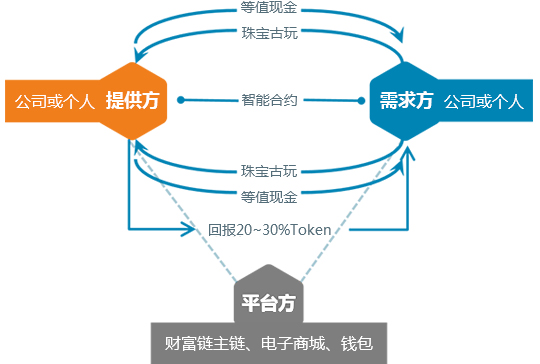 等值现金
珠宝古玩
公司或个人 提供方
智能合约
需求方 公司或个人
珠宝古玩
等值现金
回报20~30%Token
平台方
财富链主链、电子商城、钱包